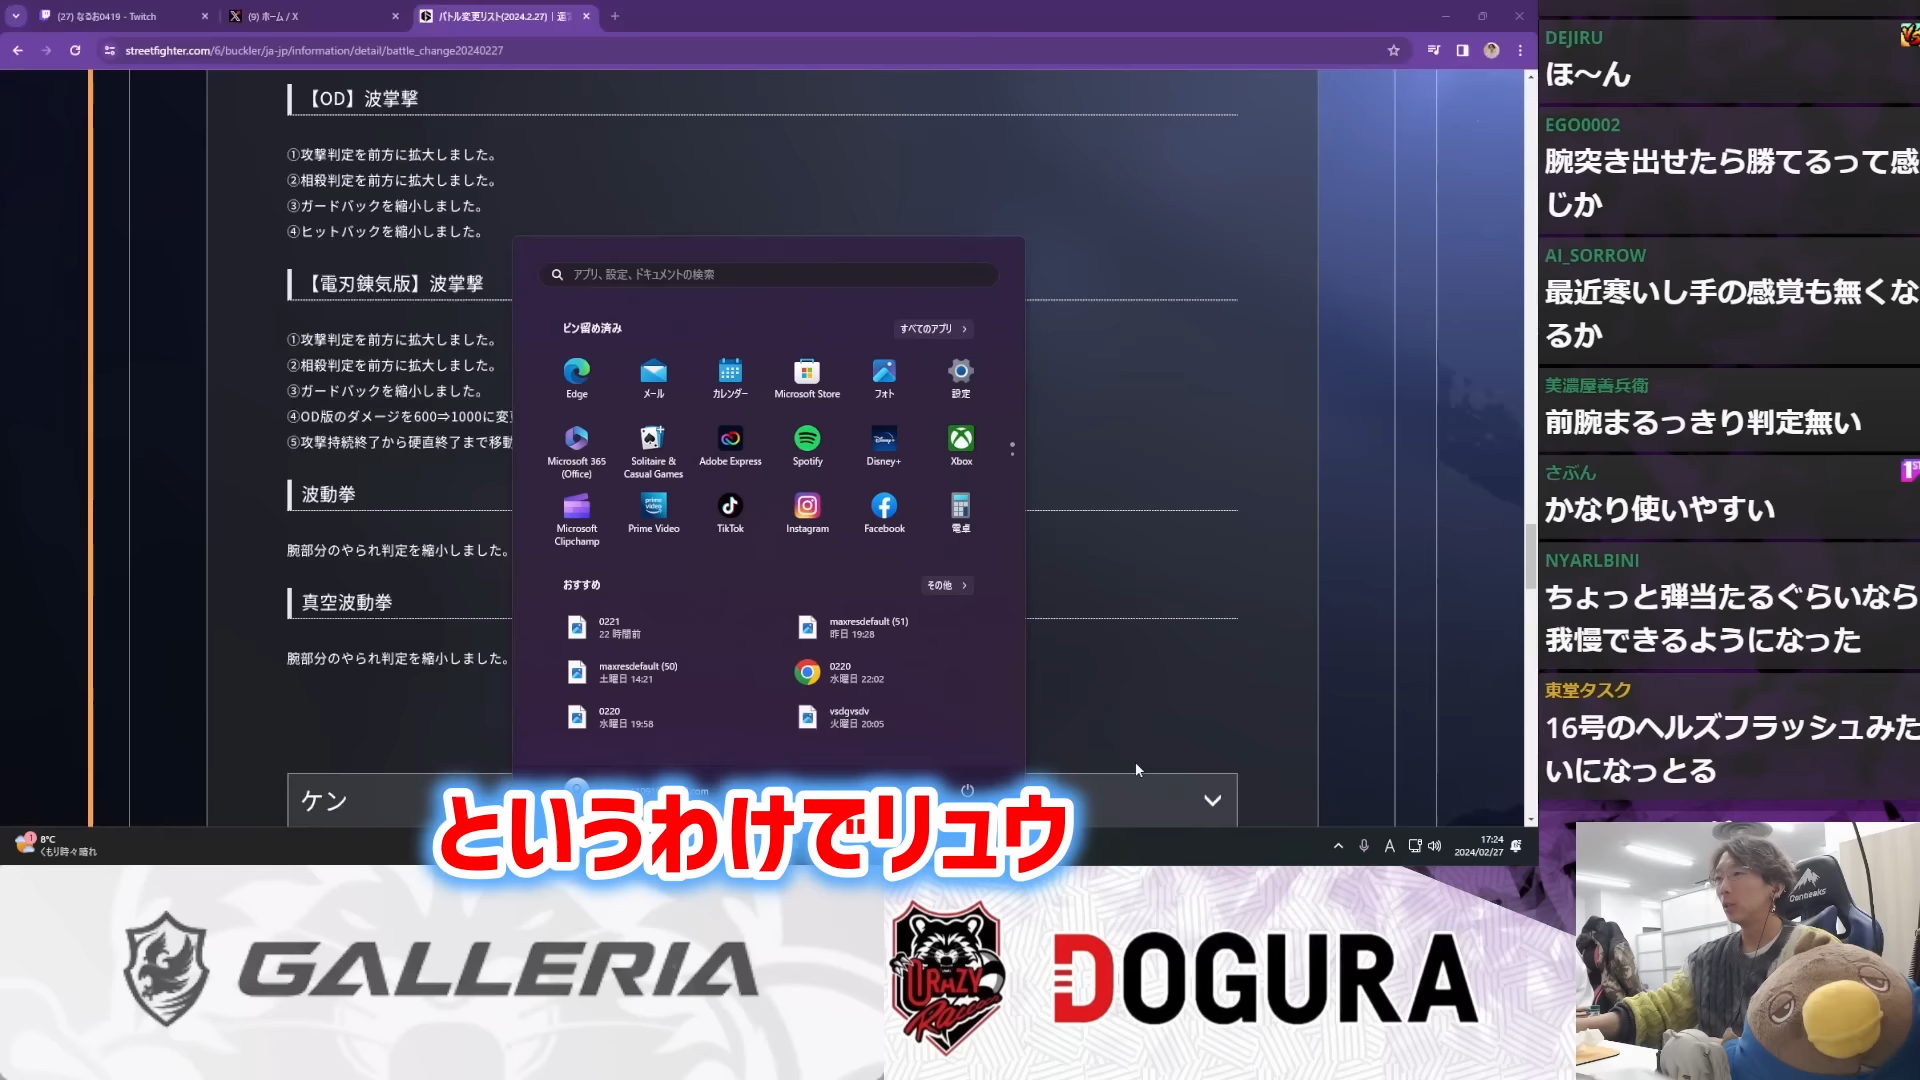 (27) なるお0419 - Twitch
(9) ホーム / X
バトル変更リスト(2024.2.27)
streetfighter.com/6/buckler/ja-jp/information/detail/battle_change20240227
【OD】波掌撃
①攻撃判定を前方に拡大しました。
②相殺判定を前方に拡大しました。
③ガードバックを縮小しました。
④ヒットバックを縮小しました。
【電刃錬気版】波掌撃
①攻撃判定を前方に拡大しました。
②相殺判定を前方に拡大しました。
③ガードバックを縮小しました。
④OD版のダメージを600⇒1000に変
⑤攻撃持続終了から硬直終了まで移動
波動拳
腕部分のやられ判定を縮小しました。
真空波動拳
腕部分のやられ判定を縮小しました。
ケン
アプリ、設定、ドキュメントの検索
ピン留め済み
すべてのアプリ
Edge
メール
カレンダー
Microsoft Store
フォト
設定
Microsoft 365
(Office)
Solitaire &
Casual Games
Adobe Express
Spotify
Disney+
Xbox
Microsoft
Clipchamp
prime video
Prime Video
TikTok
Instagram
Facebook
電卓
おすすめ
その他
0221
22 時間前
maxresdefault (51)
昨日 19:28
maxresdefault (50)
土曜日 14:21
0220
水曜日 22:02
0220
水曜日 19:58
vsdgvsdv
火曜日 20:05
というわけでリュウ
1
8°C
くもり時々晴れ
A
17:24
2024/02/27
DEJIRU
ほ～ん
EGO0002
腕突き出せたら勝てるって感
じか
AI_SORROW
最近寒いし手の感覚も無くな
るか
美濃屋善兵衛
前腕まるっきり判定無い
さぶん
かなり使いやすい
NYARLBINI
ちょっと弾当たるぐらいなら
我慢できるようになった
東堂タスク
16号のヘルズフラッシュみた
いになっとる
GALLERIA
CRAZY
Raccoon
DOGURA